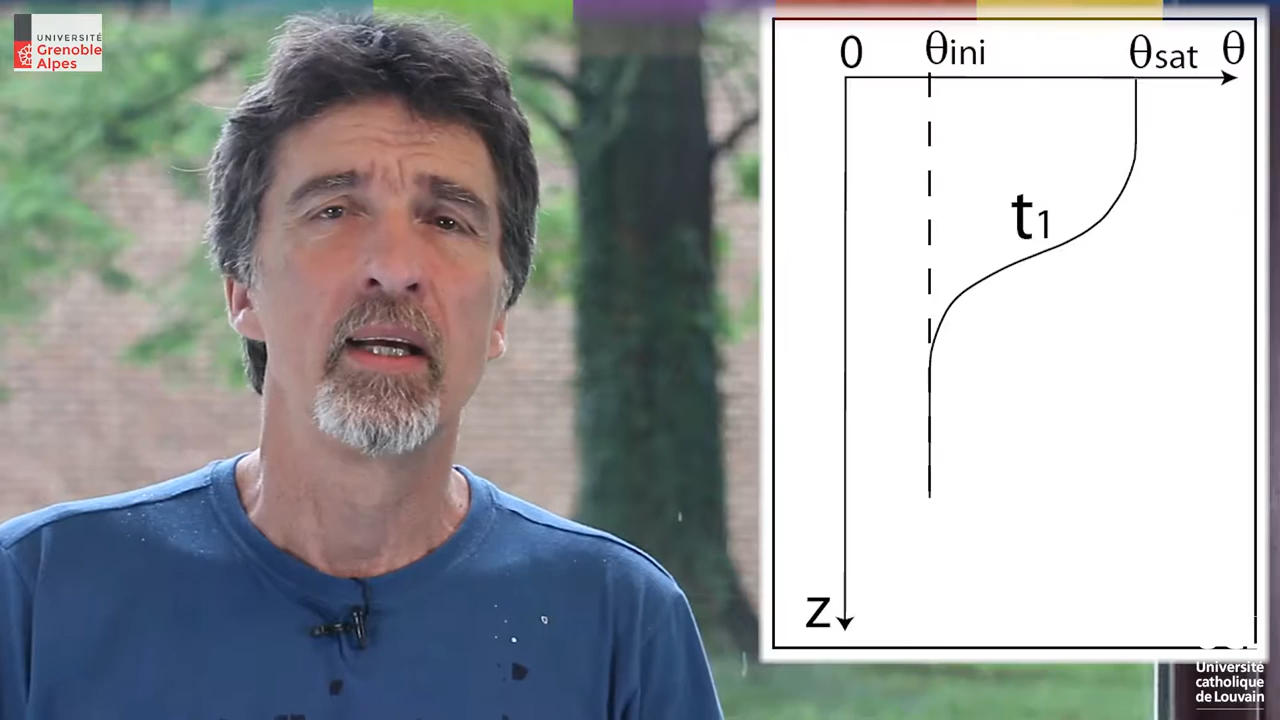 UNIVERSITÉ
Grenoble
Alpes
0 θini θsat θ
t1
z
Université
catholique
de Louvain